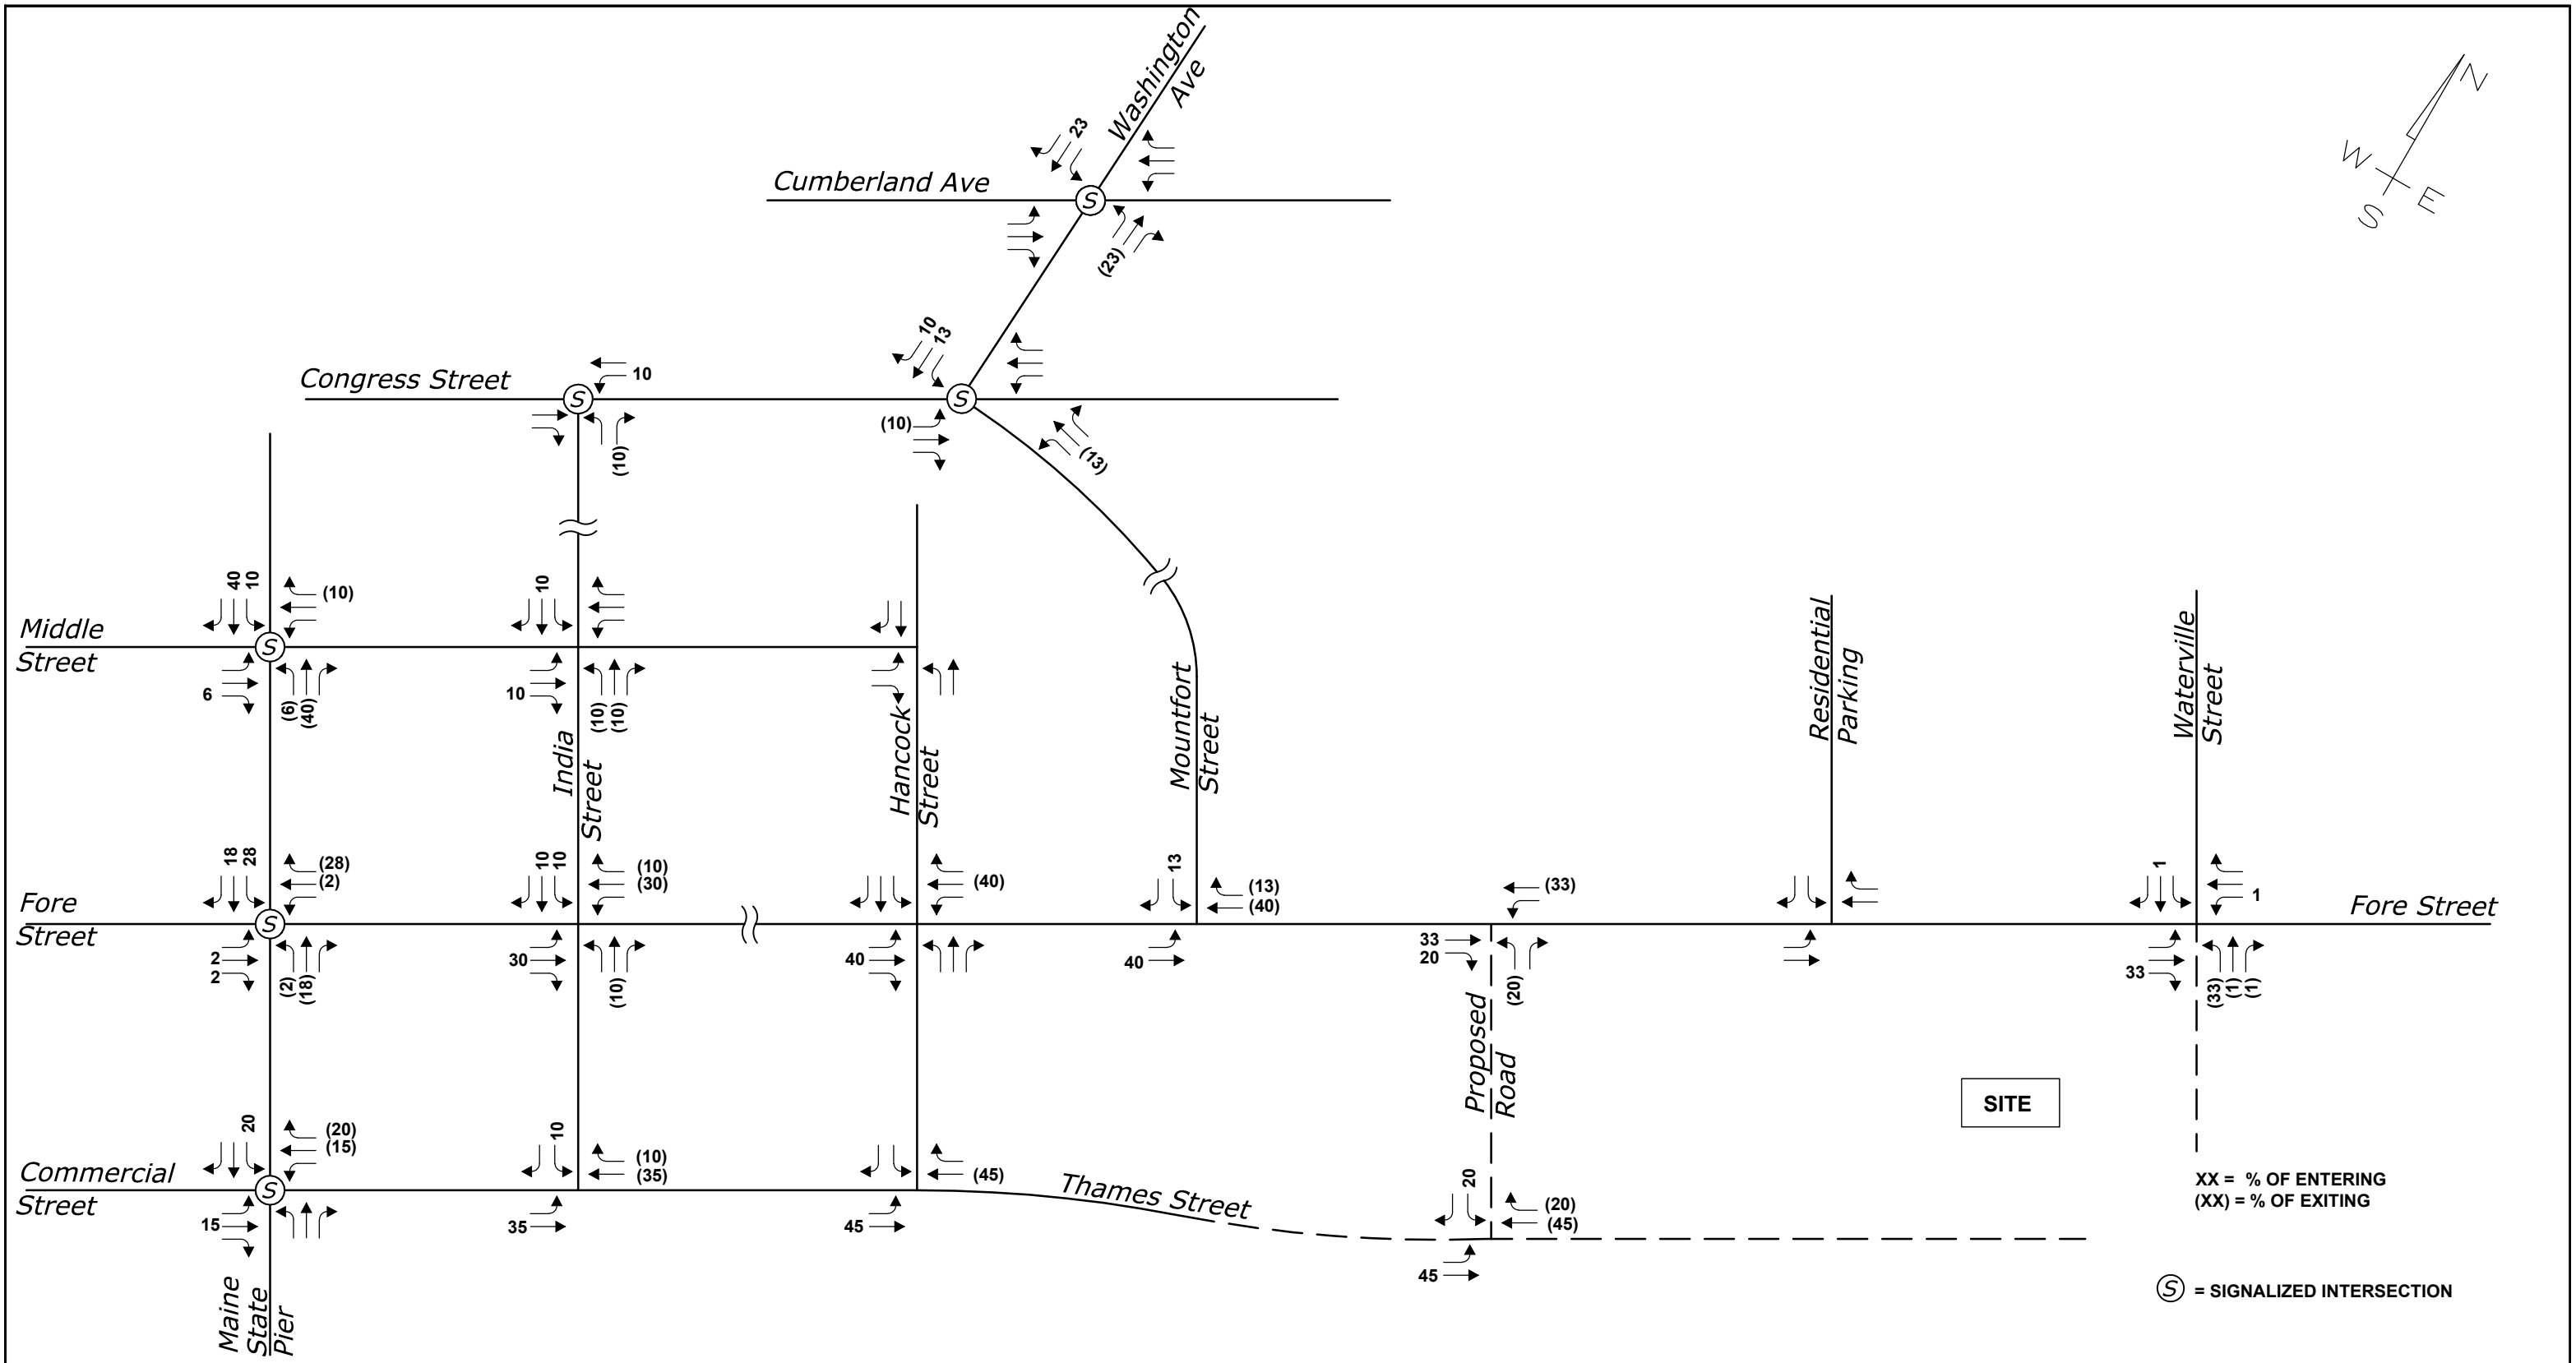 Washington
Ave
N
W
E
S
23
Cumberland Ave
(23)
10
13
Congress Street
10
(10)
(10)
(13)
S
S
S
40
10
(10)
10
Middle
Street
S
6
(6)
(40)
10
(10)
(10)
India
Street
Hancock
Street
Mountfort
Street
Residential
Parking
Waterville
Street
18
28
(28)
(2)
10
10
(10)
(30)
(40)
13
(13)
(40)
(33)
1
1
Fore
Street
S
Fore Street
2
2
(2)
(18)
30
(10)
40
40
33
20
(20)
33
(33)
(1)
(1)
Proposed
Road
SITE
20
(20)
(15)
10
(10)
(35)
(45)
Commercial
Street
S
Thames Street
20
(20)
(45)
15
35
45
45
Maine
State
Pier
XX = % OF ENTERING
(XX) = % OF EXITING
S = SIGNALIZED INTERSECTION